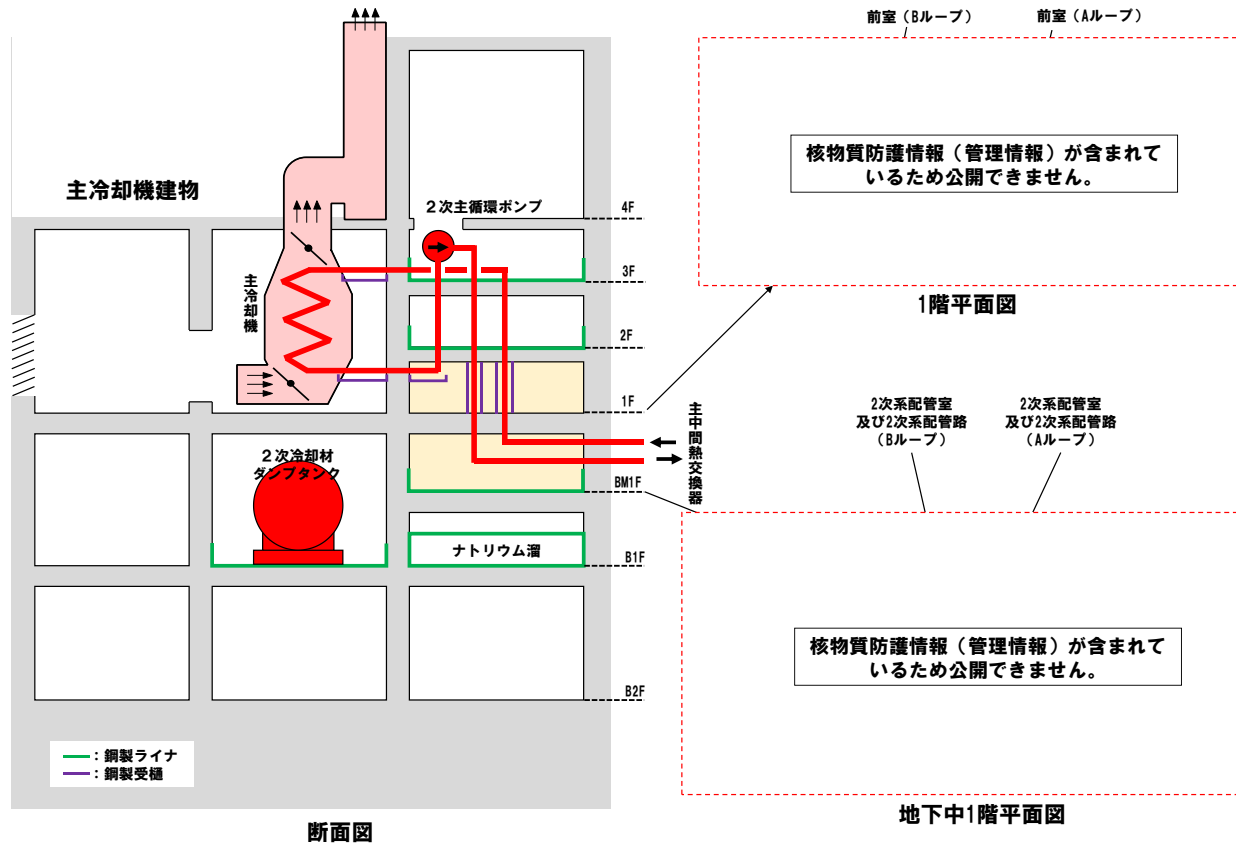 前室(Bループ)
前室(Aループ)
核物質防護情報(管理情報)が含まれて
いるため公開できません。
1階平面図
主冷却機建物
2次主循環ポンプ
主冷却機
4F
3F
2F
1F
BM1F
B1F
B2F
主中間熱交換器
2次冷却材
ダンプタンク
ナトリウム溜
:鋼製ライナ
:鋼製受樋
断面図
2次系配管室
及び2次系配管路
(Bループ)
2次系配管室
及び2次系配管路
(Aループ)
核物質防護情報(管理情報)が含まれて
いるため公開できません。
地下中1階平面図